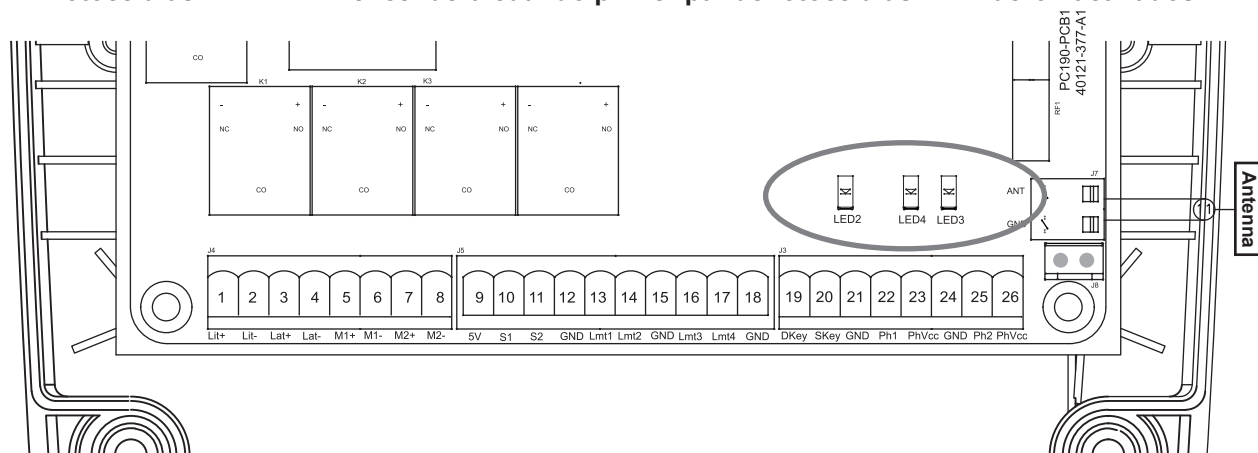 PC190-PCB1
40121-377-A1
CO
K1 K2 K3
- + - + - + - +
NC NO NC NO NC NO NC NO
CO CO CO CO
RF1
J7
ANT
GND
LED2 LED4 LED3
11
Antenna
J8
J4 J5 J3
1 2 3 4 5 6 7 8 9 10 11 12 13 14 15 16 17 18 19 20 21 22 23 24 25 26
Lit+ Lit- Lat+ Lat- M1+ M1- M2+ M2- 5V S1 S2 GND Lmt1 Lmt2 GND Lmt3 Lmt4 GND DKey SKey GND Ph1 PhVcc GND Ph2 PhVcc